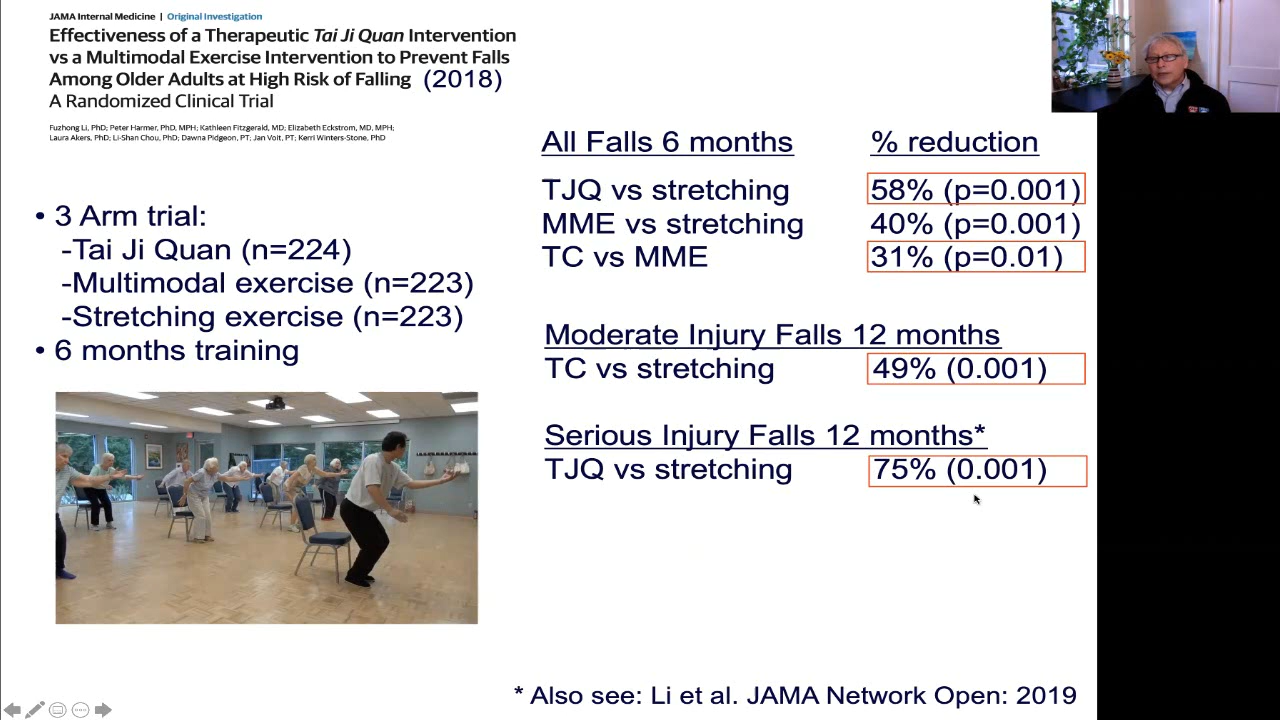 JAMA Internal Medicine | Original Investigation
Effectiveness of a Therapeutic Tai Ji Quan Intervention
vs a Multimodal Exercise Intervention to Prevent Falls
Among Older Adults at High Risk of Falling (2018)
A Randomized Clinical Trial
Fuzhong Li, PhD; Peter Harmer, PhD, MPH; Kathleen Fitzgerald, MD; Elizabeth Eckstrom, MD, MPH;
Laura Akers, PhD; Li-Shan Chou, PhD; Dawna Pidgeon, PT; Jan Voit, PT; Kerri Winters-Stone, PhD
• 3 Arm trial:
-Tai Ji Quan (n=224)
-Multimodal exercise (n=223)
-Stretching exercise (n=223)
• 6 months training
All Falls 6 months % reduction
TJQ vs stretching 58% (p=0.001)
MME vs stretching 40% (p=0.001)
TC vs MME 31% (p=0.01)
Moderate Injury Falls 12 months
TC vs stretching 49% (0.001)
Serious Injury Falls 12 months*
TJQ vs stretching 75% (0.001)
* Also see: Li et al. JAMA Network Open: 2019